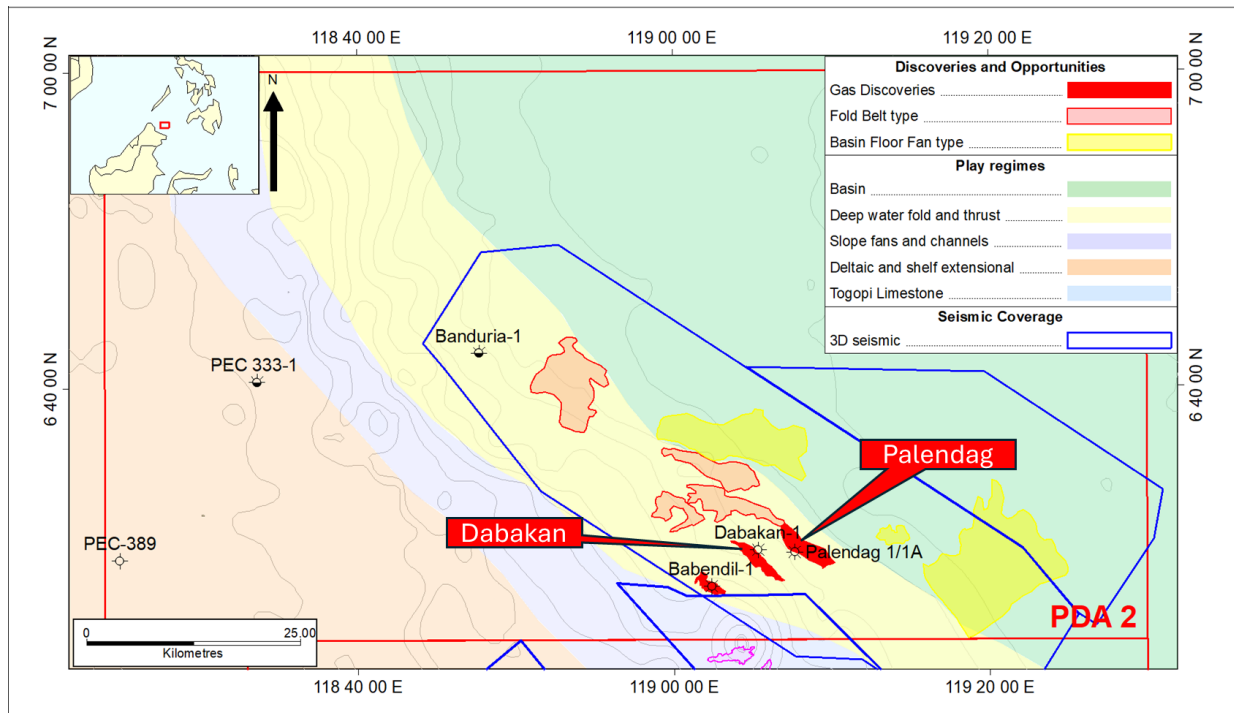 118 40 00 E
119 00 00 E
119 20 00 E
7 00 00 N
7 00 00 N
N
Discoveries and Opportunities
Gas Discoveries
Fold Belt type
Basin Floor Fan type
Play regimes
Basin
Deep water fold and thrust
Slope fans and channels
Deltaic and shelf extensional
Togopi Limestone
Seismic Coverage
3D seismic
Banduria-1
PEC 333-1
6 40 00 N
6 40 00 N
Palendag
Dabakan
Dabakan-1
Palendag 1/1A
PEC-389
Babendil-1
PDA 2
0
25.00
Kilometres
118 40 00 E
119 00 00 E
119 20 00 E